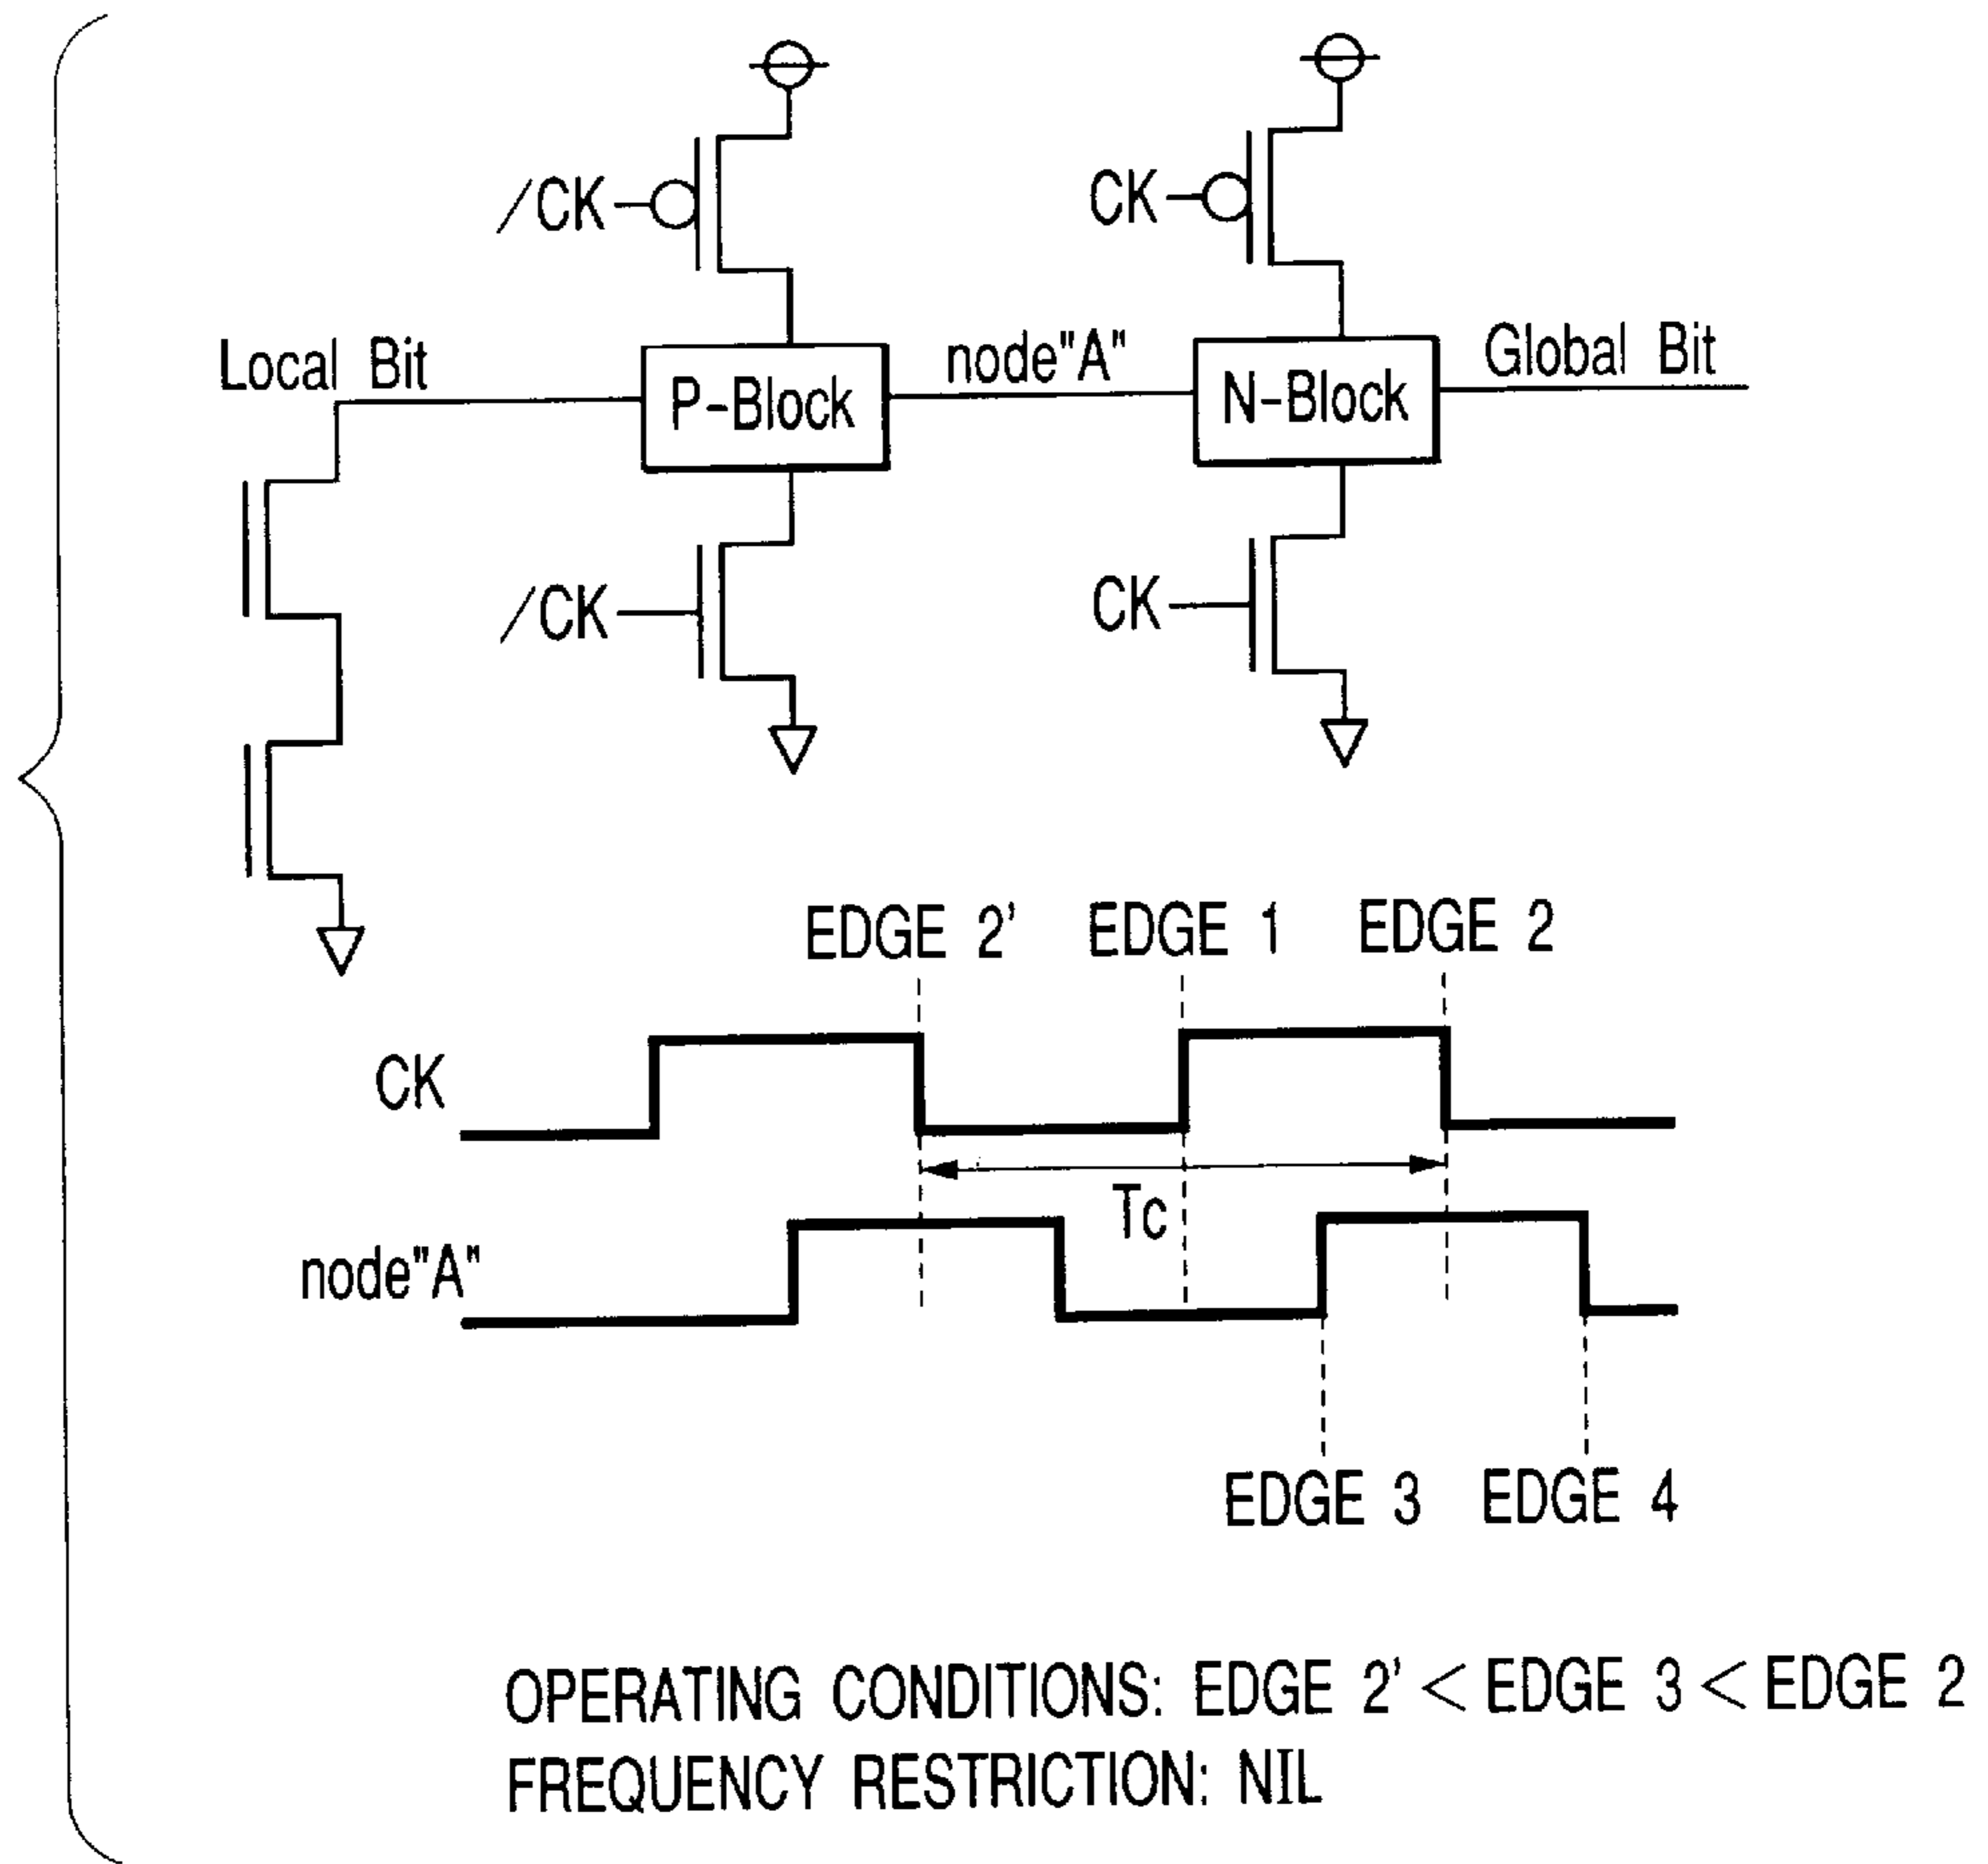 /CK
CK
Local Bit
P-Block
node"A"
N-Block
Global Bit
/CK
CK
EDGE 2'
EDGE 1
EDGE 2
CK
Tc
node"A"
EDGE 3
EDGE 4
OPERATING CONDITIONS: EDGE 2' < EDGE 3 < EDGE 2
FREQUENCY RESTRICTION: NIL